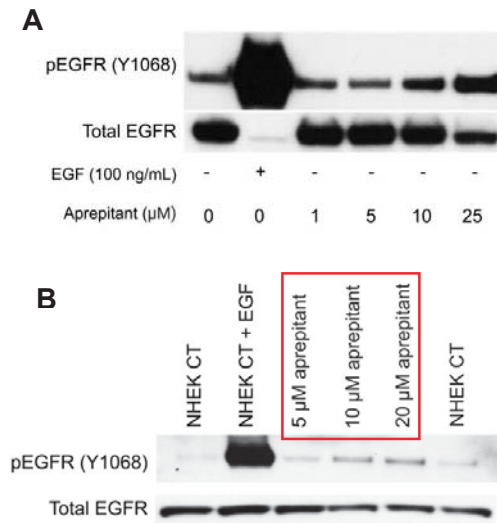 A
pEGFR (Y1068)
Total EGFR
EGF (100 ng/mL) - + - - - -
Aprepitant (µM) 0 0 1 5 10 25
B
NHEK CT
NHEK CT + EGF
5 µM aprepitant
10 µM aprepitant
20 µM aprepitant
NHEK CT
pEGFR (Y1068)
Total EGFR